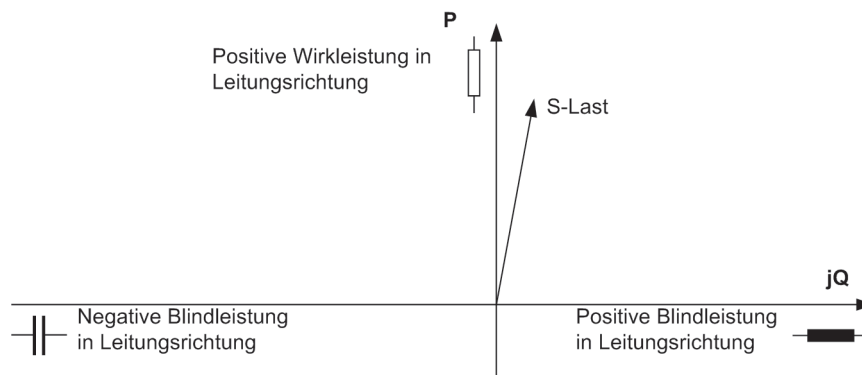 P
Positive Wirkleistung in
Leitungsrichtung
S-Last
jQ
Negative Blindleistung
in Leitungsrichtung
Positive Blindleistung
in Leitungsrichtung